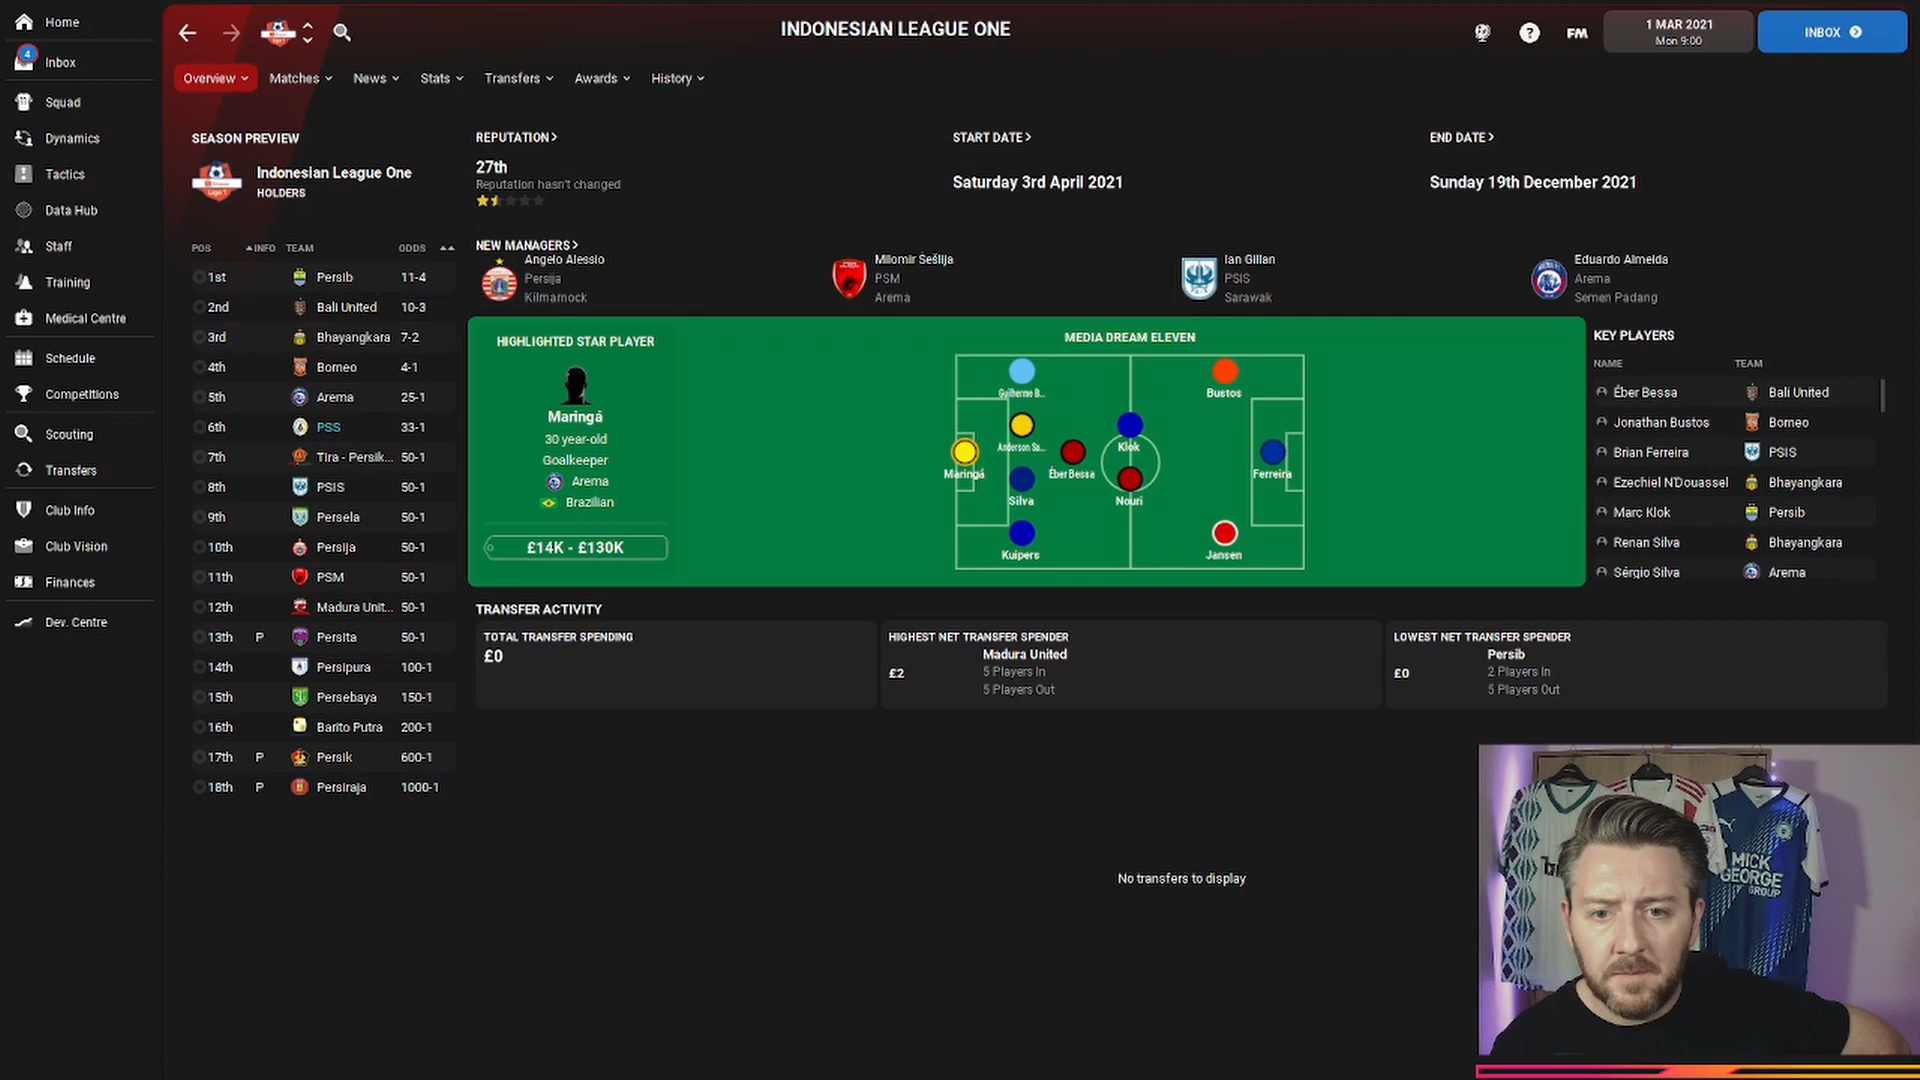 Home
Inbox
4
Squad
Dynamics
Tactics
Data Hub
Staff
Training
Medical Centre
Schedule
Competitions
Scouting
Transfers
Club Info
Club Vision
Finances
Dev. Centre
INDONESIAN LEAGUE ONE
?
FM
1 MAR 2021
Mon 9:00
INBOX
Overview
Matches
News
Stats
Transfers
Awards
History
SEASON PREVIEW
Indonesian League One
HOLDERS
REPUTATION
27th
Reputation hasn't changed
START DATE
Saturday 3rd April 2021
END DATE
Sunday 19th December 2021
POS INFO TEAM ODDS
1st Persib 11-4
2nd Bali United 10-3
3rd Bhayangkara 7-2
4th Borneo 4-1
5th Arema 25-1
6th PSS 33-1
7th Tira - Persik... 50-1
8th PSIS 50-1
9th Persela 50-1
10th Persija 50-1
11th PSM 50-1
12th Madura Unit... 50-1
13th P Persita 50-1
14th Persipura 100-1
15th Persebaya 150-1
16th Barito Putra 200-1
17th P Persik 600-1
18th P Persiraja 1000-1
NEW MANAGERS
Angelo Alessio
Persija
Kilmarnock
Milomir Šešlija
PSM
Arema
Ian Gillan
PSIS
Sarawak
Eduardo Almeida
Arema
Semen Padang
HIGHLIGHTED STAR PLAYER
Maringá
30 year-old
Goalkeeper
Arema
Brazilian
£14K - £130K
MEDIA DREAM ELEVEN
Guilherme B...
Bustos
Anderson Sa...
Klok
Maringá
Éber Bessa
Ferreira
Silva
Nouri
Kuipers
Jansen
KEY PLAYERS
NAME TEAM
Éber Bessa Bali United
Jonathan Bustos Borneo
Brian Ferreira PSIS
Ezechiel N'Douassel Bhayangkara
Marc Klok Persib
Renan Silva Bhayangkara
Sérgio Silva Arema
TRANSFER ACTIVITY
TOTAL TRANSFER SPENDING
£0
HIGHEST NET TRANSFER SPENDER
Madura United
£2
5 Players In
5 Players Out
LOWEST NET TRANSFER SPENDER
Persib
£0
2 Players In
5 Players Out
No transfers to display
MICK
GEORGE